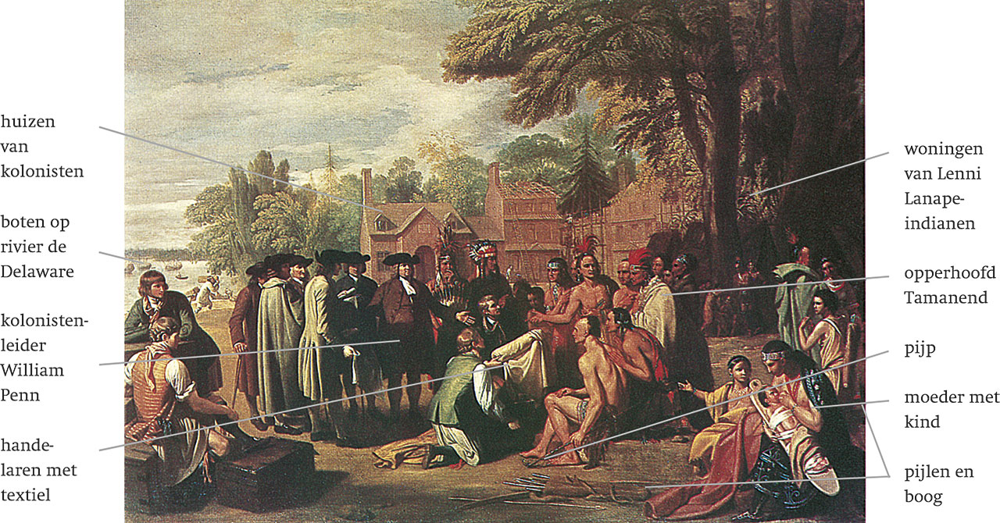 huizen
van
kolonisten
boten op
rivier de
Delaware
kolonisten-
leider
William
Penn
hande-
laren met
textiel
woningen
van Lenni
Lanape-
indianen
opperhoofd
Tamanend
pijp
moeder met
kind
pijlen en
boog